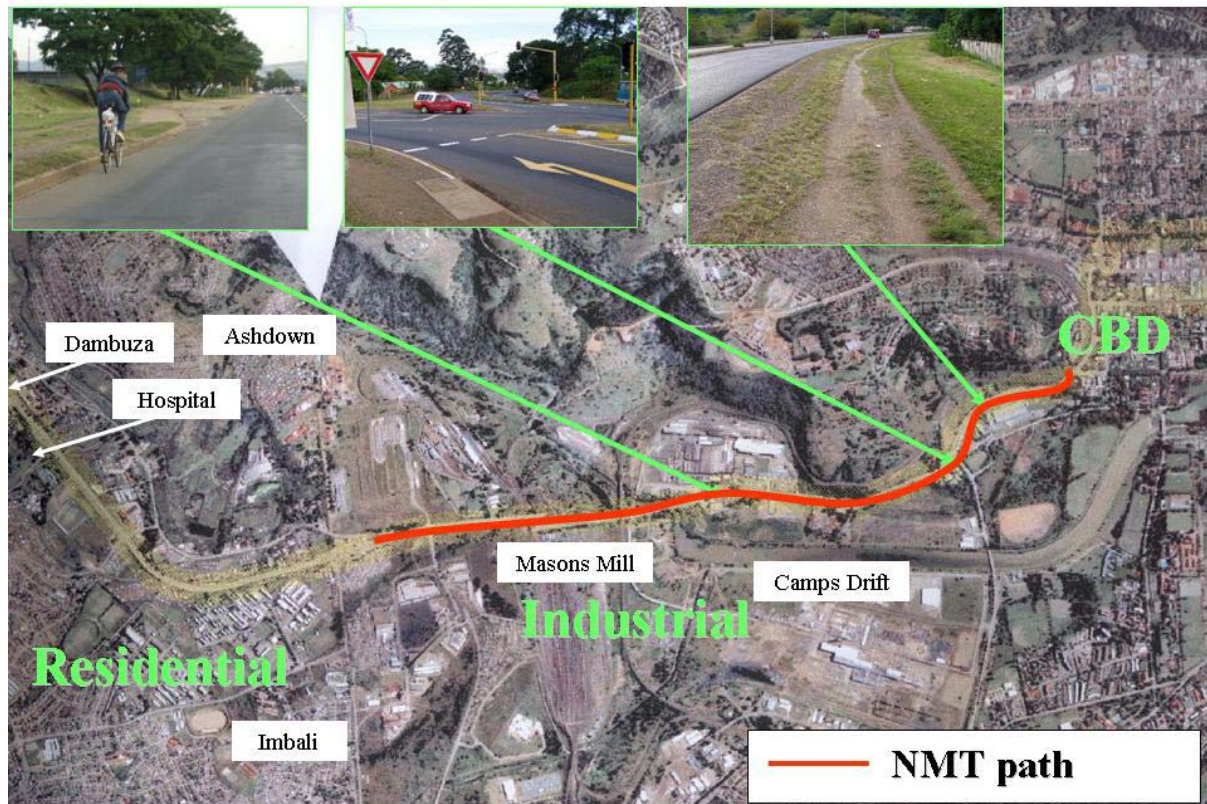 Dambuza
Ashdown
Hospital
CBD
Masons Mill
Camps Drift
Industrial
Residential
Imbali
NMT path